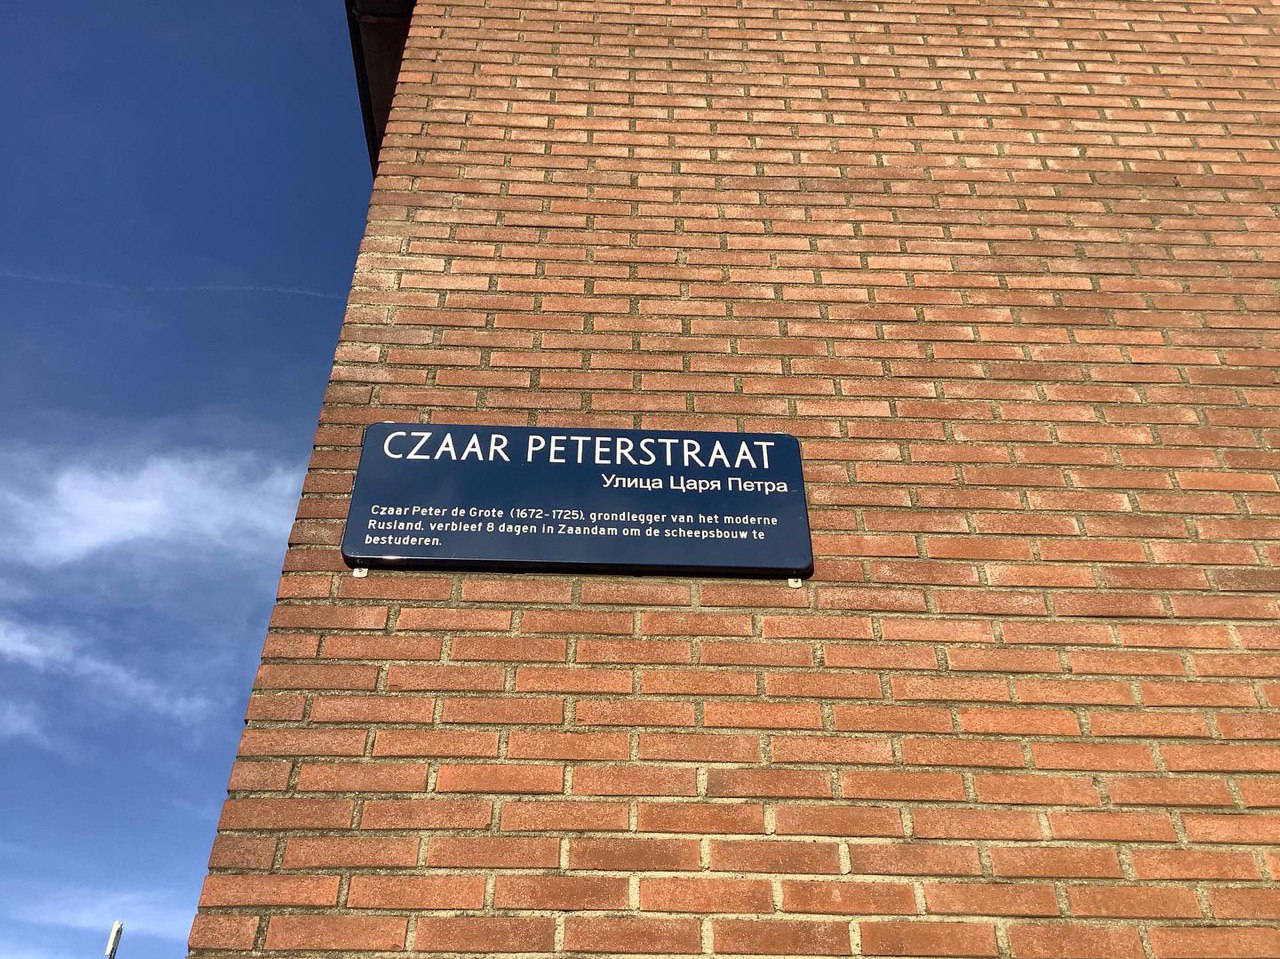 CZAAR PETERSTRAAT
Улица Царя Петра
Czaar Peter de Grote (1672-1725), grondlegger van het moderne
Rusland, verbleef 8 dagen in Zaandam om de scheepsbouw te
bestuderen.